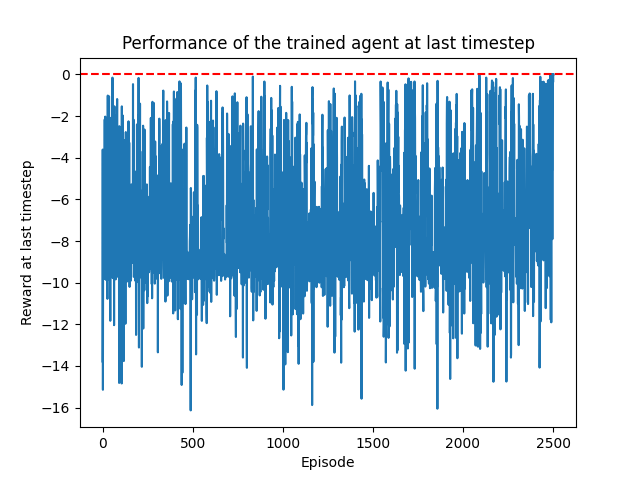 Performance of the trained agent at last timestep
0
−2
−4
−6
−8
−10
−12
−14
−16
Reward at last timestep
0 500 1000 1500 2000 2500
Episode